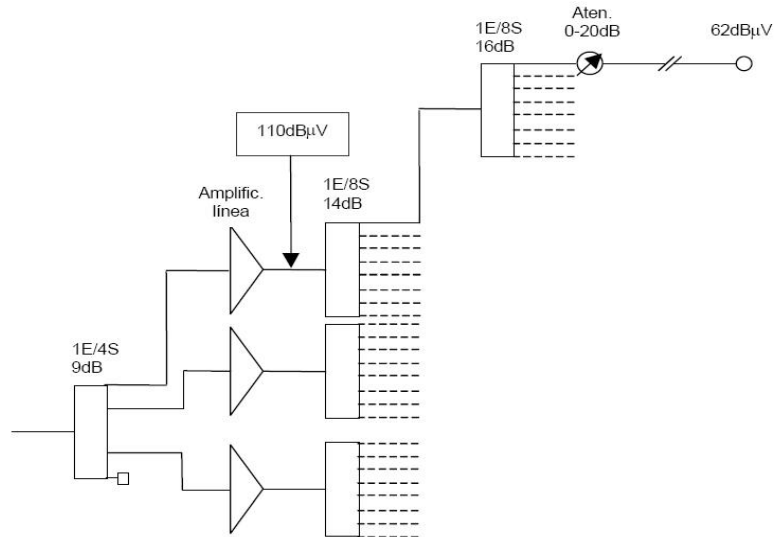 Aten.
0-20dB
62dBµV
1E/8S
16dB
110dBµV
1E/8S
14dB
Amplific.
línea
1E/4S
9dB